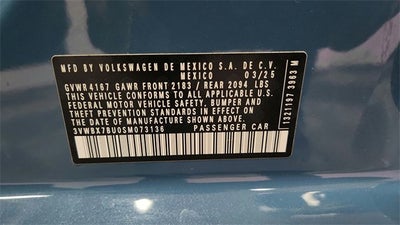 MFD BY VOLKSWAGEN DE MEXICO S.A. DE C.V.
MEXICO 03/25
GVWR 4167 GAWR FRONT 2183 / REAR 2094 LBS
THIS VEHICLE CONFORMS TO ALL APPLICABLE U.S.
FEDERAL MOTOR VEHICLE SAFETY, BUMPER AND
THEFT PREVENTION STANDARDS IN EFFECT ON
THE DATE OF MANUFACTURE SHOWN ABOVE.
3VWBX7BU0SM073136 PASSENGER CAR
1321197 3963 M